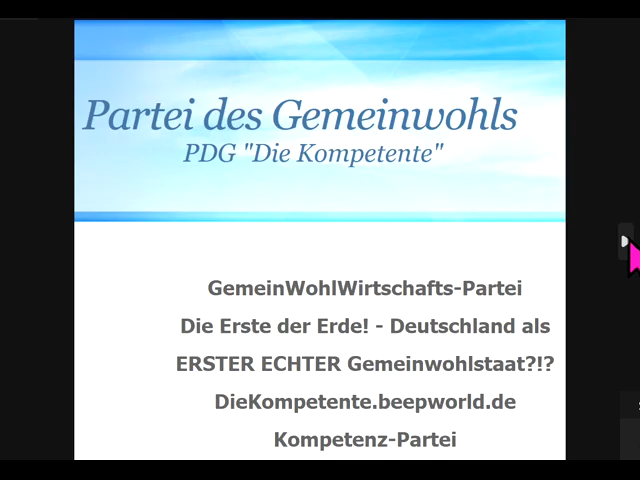 Partei des Gemeinwohls
PDG "Die Kompetente"
GemeinWohlWirtschafts-Partei
Die Erste der Erde! - Deutschland als
ERSTER ECHTER Gemeinwohlstaat?!?
DieKompetente.beepworld.de
Kompetenz-Partei